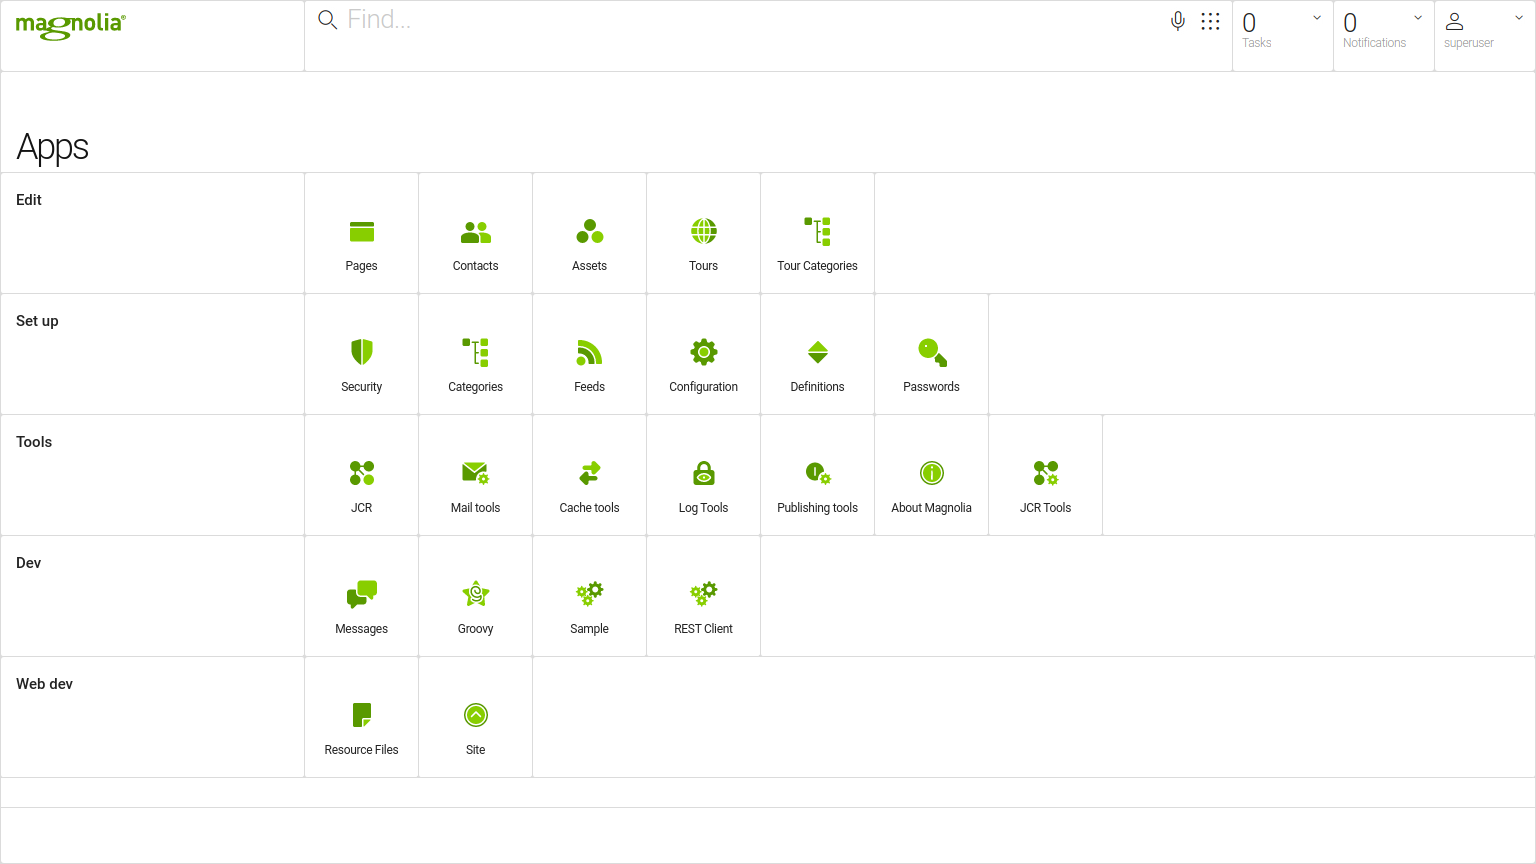 magnolia®
Find...
0
Tasks
0
Notifications
superuser
Apps
Edit
Pages
Contacts
Assets
Tours
Tour Categories
Set up
Security
Categories
Feeds
Configuration
Definitions
Passwords
Tools
JCR
Mail tools
Cache tools
Log Tools
Publishing tools
About Magnolia
JCR Tools
Dev
Messages
Groovy
Sample
REST Client
Web dev
Resource Files
Site